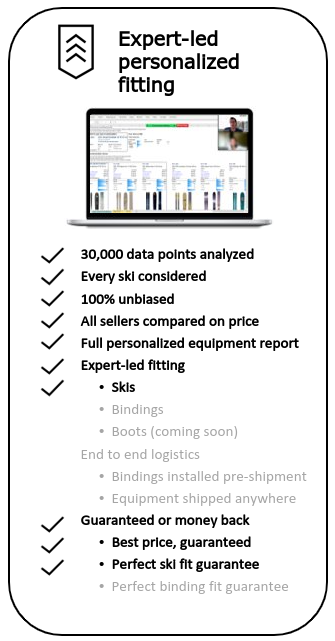 Expert-led
personalized
fitting
30,000 data points analyzed
Every ski considered
100% unbiased
All sellers compared on price
Full personalized equipment report
Expert-led fitting
• Skis
• Bindings
• Boots (coming soon)
End to end logistics
• Bindings installed pre-shipment
• Equipment shipped anywhere
Guaranteed or money back
• Best price, guaranteed
• Perfect ski fit guarantee
• Perfect binding fit guarantee